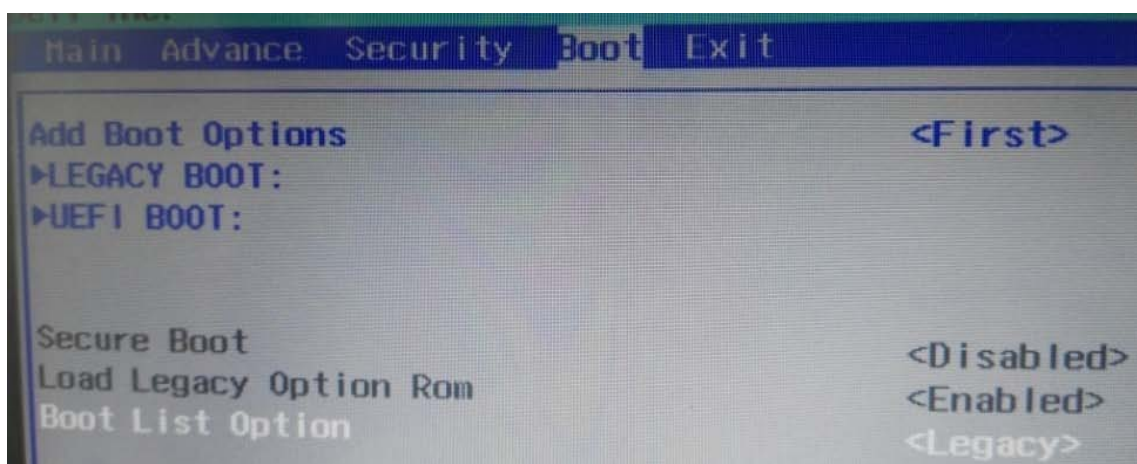 Main Advance Security Boot Exit
Add Boot Options <First>
▶LEGACY BOOT:
▶UEFI BOOT:
Secure Boot <Disabled>
Load Legacy Option Rom <Enabled>
Boot List Option <Legacy>